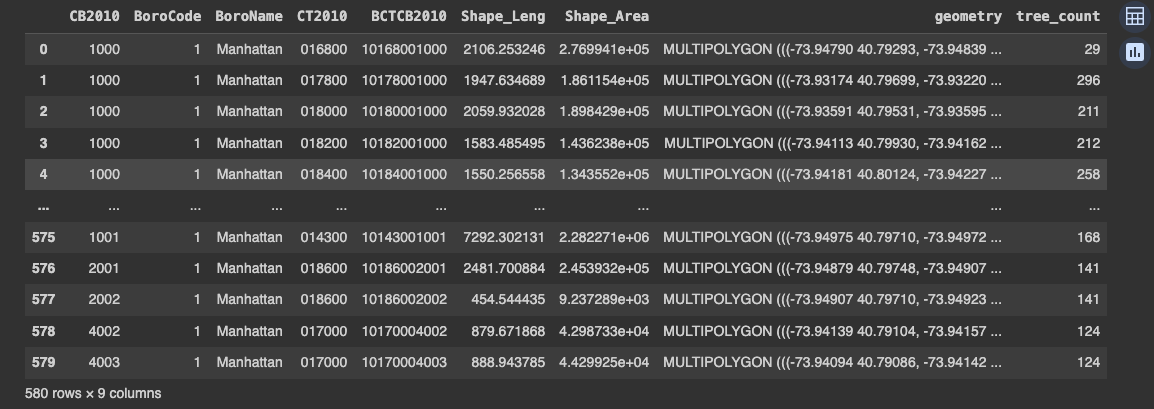 CB2010 BoroCode BoroName CT2010 BCTCB2010 Shape_Leng Shape_Area geometry tree_count
0 1000 1 Manhattan 016800 10168001000 2106.253246 2.769941e+05 MULTIPOLYGON (((-73.94790 40.79293, -73.94839 ... 29
1 1000 1 Manhattan 017800 10178001000 1947.634689 1.861154e+05 MULTIPOLYGON (((-73.93174 40.79699, -73.93220 ... 296
2 1000 1 Manhattan 018000 10180001000 2059.932028 1.898429e+05 MULTIPOLYGON (((-73.93591 40.79531, -73.93595 ... 211
3 1000 1 Manhattan 018200 10182001000 1583.485495 1.436238e+05 MULTIPOLYGON (((-73.94113 40.79930, -73.94162 ... 212
4 1000 1 Manhattan 018400 10184001000 1550.256558 1.343552e+05 MULTIPOLYGON (((-73.94181 40.80124, -73.94227 ... 258
... ... ... ... ... ... ... ... ... ...
575 1001 1 Manhattan 014300 10143001001 7292.302131 2.282271e+06 MULTIPOLYGON (((-73.94975 40.79710, -73.94972 ... 168
576 2001 1 Manhattan 018600 10186002001 2481.700884 2.453932e+05 MULTIPOLYGON (((-73.94879 40.79748, -73.94907 ... 141
577 2002 1 Manhattan 018600 10186002002 454.544435 9.237289e+03 MULTIPOLYGON (((-73.94907 40.79710, -73.94923 ... 141
578 4002 1 Manhattan 017000 10170004002 879.671868 4.298733e+04 MULTIPOLYGON (((-73.94139 40.79104, -73.94157 ... 124
579 4003 1 Manhattan 017000 10170004003 888.943785 4.429925e+04 MULTIPOLYGON (((-73.94094 40.79086, -73.94142 ... 124
580 rows × 9 columns